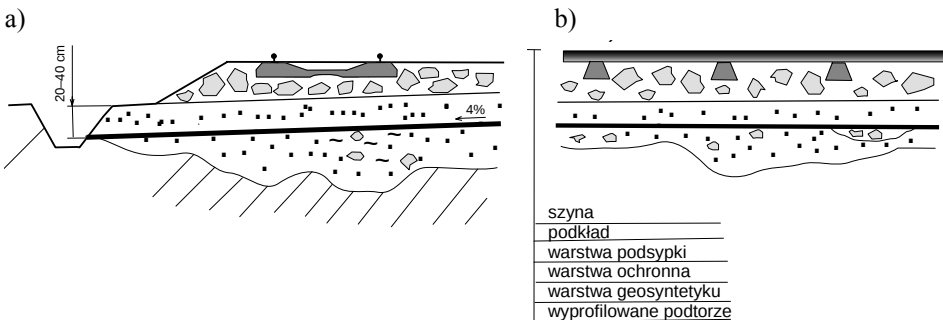 a)
b)
20–40 cm
4%
szyna
podkład
warstwa podsypki
warstwa ochronna
warstwa geosyntetyku
wyprofilowane podtorze